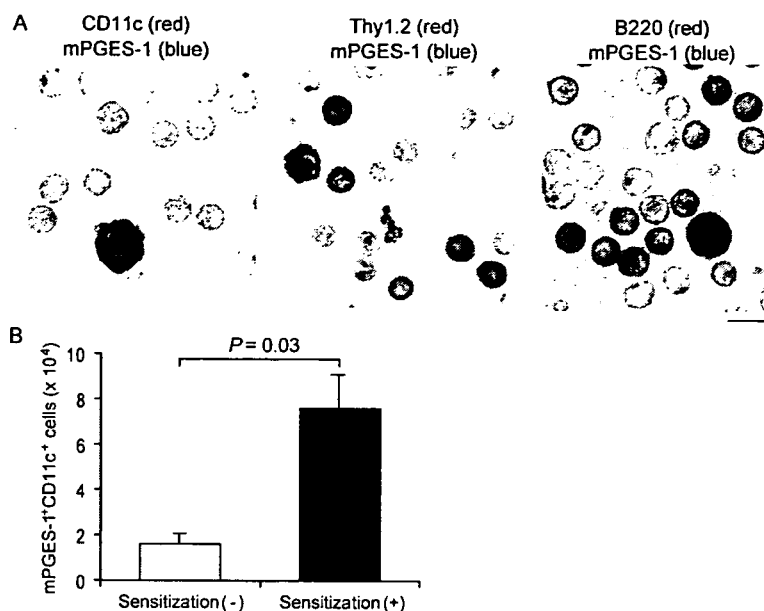 A
CD11c (red)
mPGES-1 (blue)
Thy1.2 (red)
mPGES-1 (blue)
B220 (red)
mPGES-1 (blue)
B
mPGES-1⁺CD11c⁺ cells (x 10⁴)
10
8
6
4
2
0
P = 0.03
Sensitization (-)
Sensitization (+)